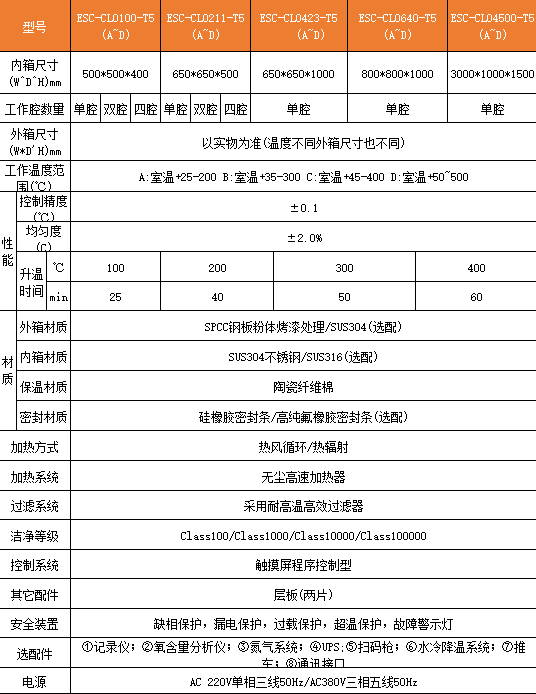 型号 ESC-CL0100-T5 (A~D) ESC-CL0211-T5 (A~D) ESC-CL0423-T5 (A~D) ESC-CL0640-T5 (A~D) ESC-CL04500-T5 (A~D)
内箱尺寸 (W^D^H)mm 500*500*400 650*650*500 650*650*1000 800*800*1000 3000*1000*1500
工作腔数量 单腔 双腔 四腔 单腔 双腔 四腔 单腔 单腔 单腔
外箱尺寸 (W*D'H)mm 以实物为准(温度不同外箱尺寸也不同)
工作温度范围(℃) A:室温+25-200 B:室温+35-300 C:室温+45-400 D:室温+50~500
性能
控制精度(℃) ±0.1
均匀度(C) ±2.0%
升温时间 ℃ 100 200 300 400
min 25 40 50 60
材质
外箱材质 SPCC钢板粉体烤漆处理/SUS304(选配)
内箱材质 SUS304不锈钢/SUS316(选配)
保温材质 陶瓷纤维棉
密封材质 硅橡胶密封条/高纯氟橡胶密封条(选配)
加热方式 热风循环/热辐射
加热系统 无尘高速加热器
过滤系统 采用耐高温高效过滤器
洁净等级 Class100/Class1000/Class10000/Class100000
控制系统 触摸屏程序控制型
其它配件 层板(两片)
安全装置 缺相保护，漏电保护，过载保护，超温保护，故障警示灯
选配件 ①记录仪；②氧含量分析仪；③氮气系统；④UPS:⑤扫码枪；⑥水冷降温系统；⑦推车；⑧通讯接口
电源 AC 220V单相三线50Hz/AC380V三相五线50Hz